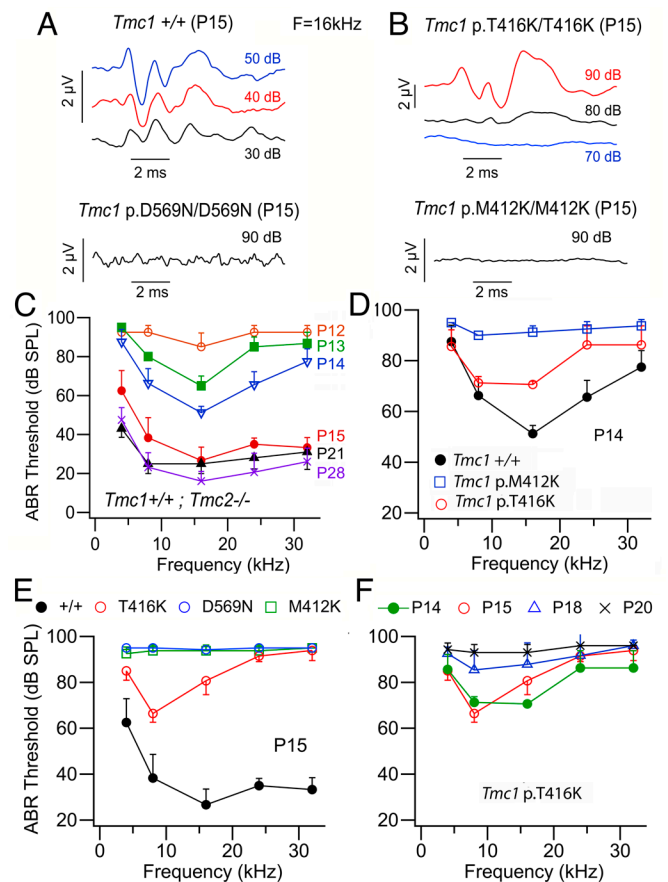 A
Tmc1 +/+ (P15)
F=16kHz
50 dB
40 dB
30 dB
2 µV
2 ms
Tmc1 p.D569N/D569N (P15)
90 dB
2 µV
2 ms
B
Tmc1 p.T416K/T416K (P15)
90 dB
80 dB
70 dB
2 µV
2 ms
Tmc1 p.M412K/M412K (P15)
90 dB
2 µV
2 ms
C
ABR Threshold (dB SPL)
100
80
60
40
20
0
P12
P13
P14
P15
P21
P28
Tmc1+/+ ; Tmc2-/-
0 10 20 30
Frequency (kHz)
D
100
80
60
40
20
P14
Tmc1 +/+
Tmc1 p.M412K
Tmc1 p.T416K
0 10 20 30
Frequency (kHz)
E
+/+ T416K D569N M412K
ABR Threshold (dB SPL)
100
80
60
40
20
P15
0 10 20 30
Frequency (kHz)
F
P14 P15 P18 P20
100
80
60
40
20
Tmc1 p.T416K
0 10 20 30
Frequency (kHz)